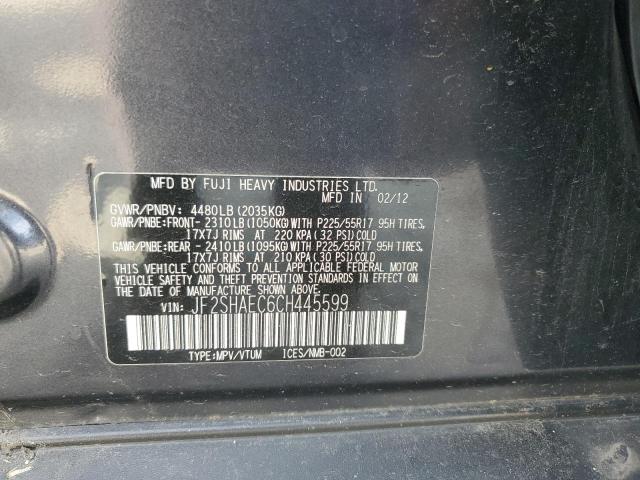 MFD BY FUJI HEAVY INDUSTRIES LTD.
MFD IN 02/12
GVWR/PNBV: 4480LB (2035KG)
GAWR/PNBE:FRONT- 2310LB (1050KG) WITH P225/55R17 95H TIRES,
17X7J RIMS AT 220 KPA (32 PSI) COLD
GAWR/PNBE:REAR - 2410LB (1095KG) WITH P225/55R17 95H TIRES,
17X7J RIMS AT 210 KPA (30 PSI) COLD
THIS VEHICLE CONFORMS TO ALL APPLICABLE FEDERAL MOTOR
VEHICLE SAFETY AND THEFT PREVENTION STANDARDS IN EFFECT ON THE
DATE OF MANUFACTURE SHOWN ABOVE.
VIN: JF2SHAEC6CH445599
TYPE:MPV/VTUM ICES/NMB-002